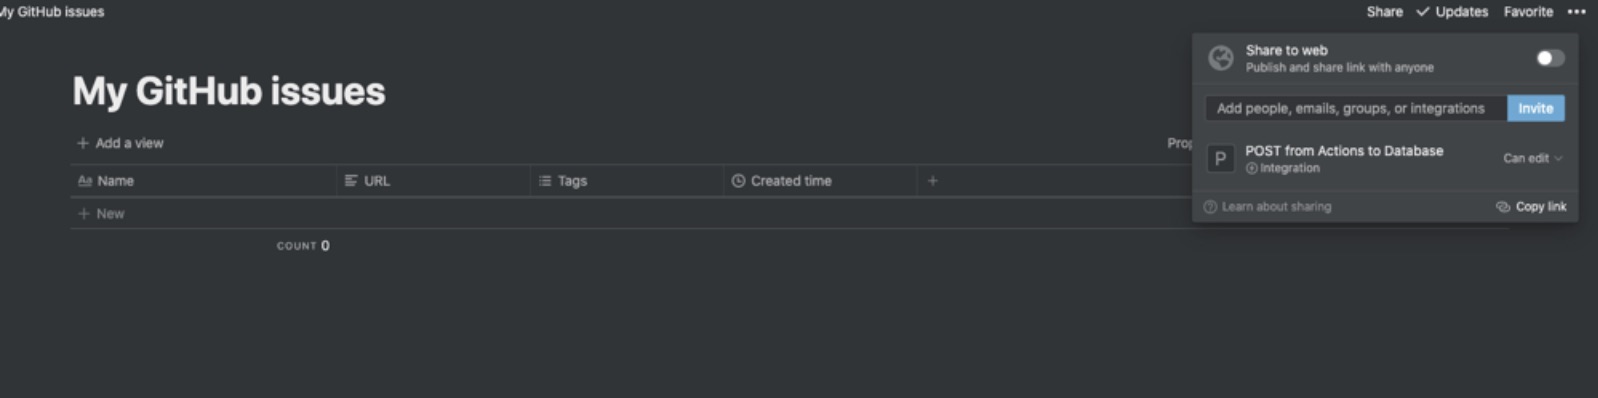 My GitHub issues
Share Updates Favorite
My GitHub issues
Add a view
Name URL Tags Created time
New
COUNT 0
Share to web
Publish and share link with anyone
Add people, emails, groups, or integrations Invite
P POST from Actions to Database Can edit
Integration
Learn about sharing Copy link